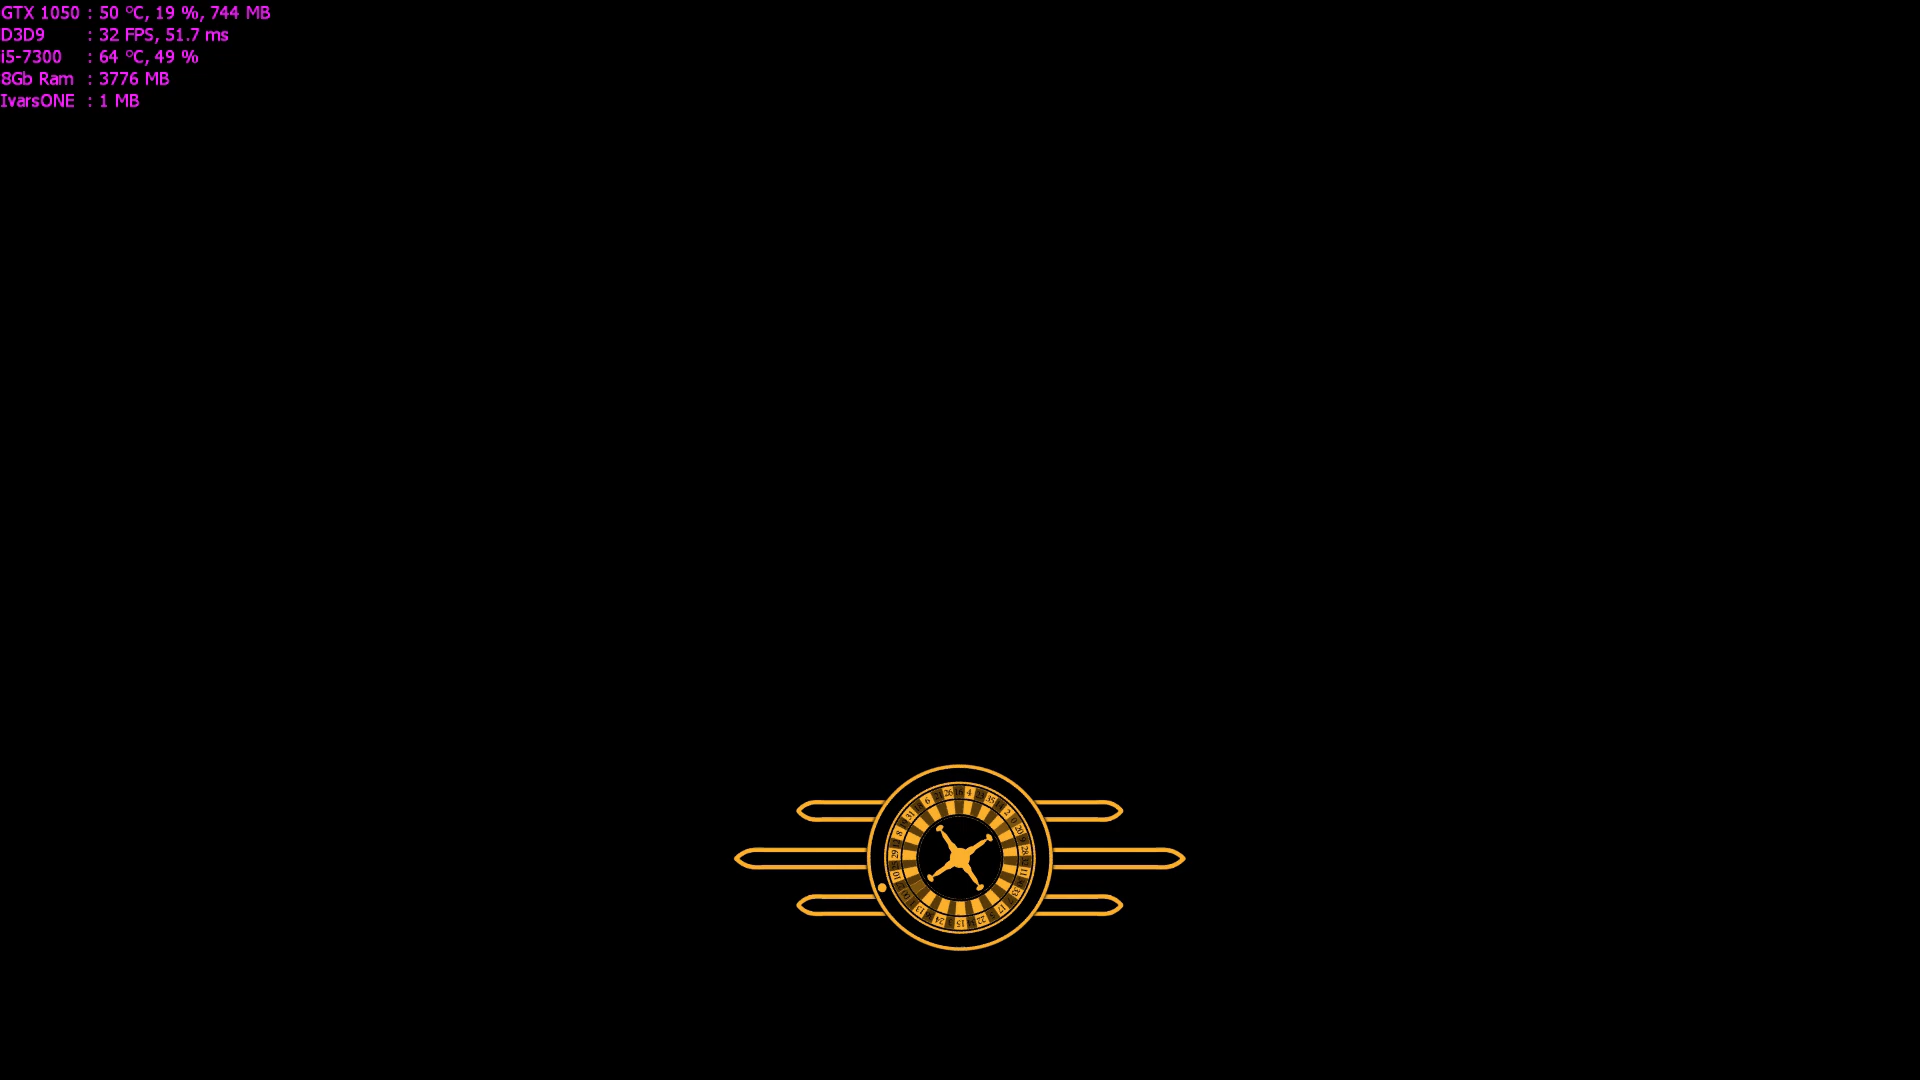 GTX 1050 : 50 °C, 19 %, 744 MB
D3D9 : 32 FPS, 51.7 ms
i5-7300 : 64 °C, 49 %
8Gb Ram : 3776 MB
IvarsONE : 1 MB